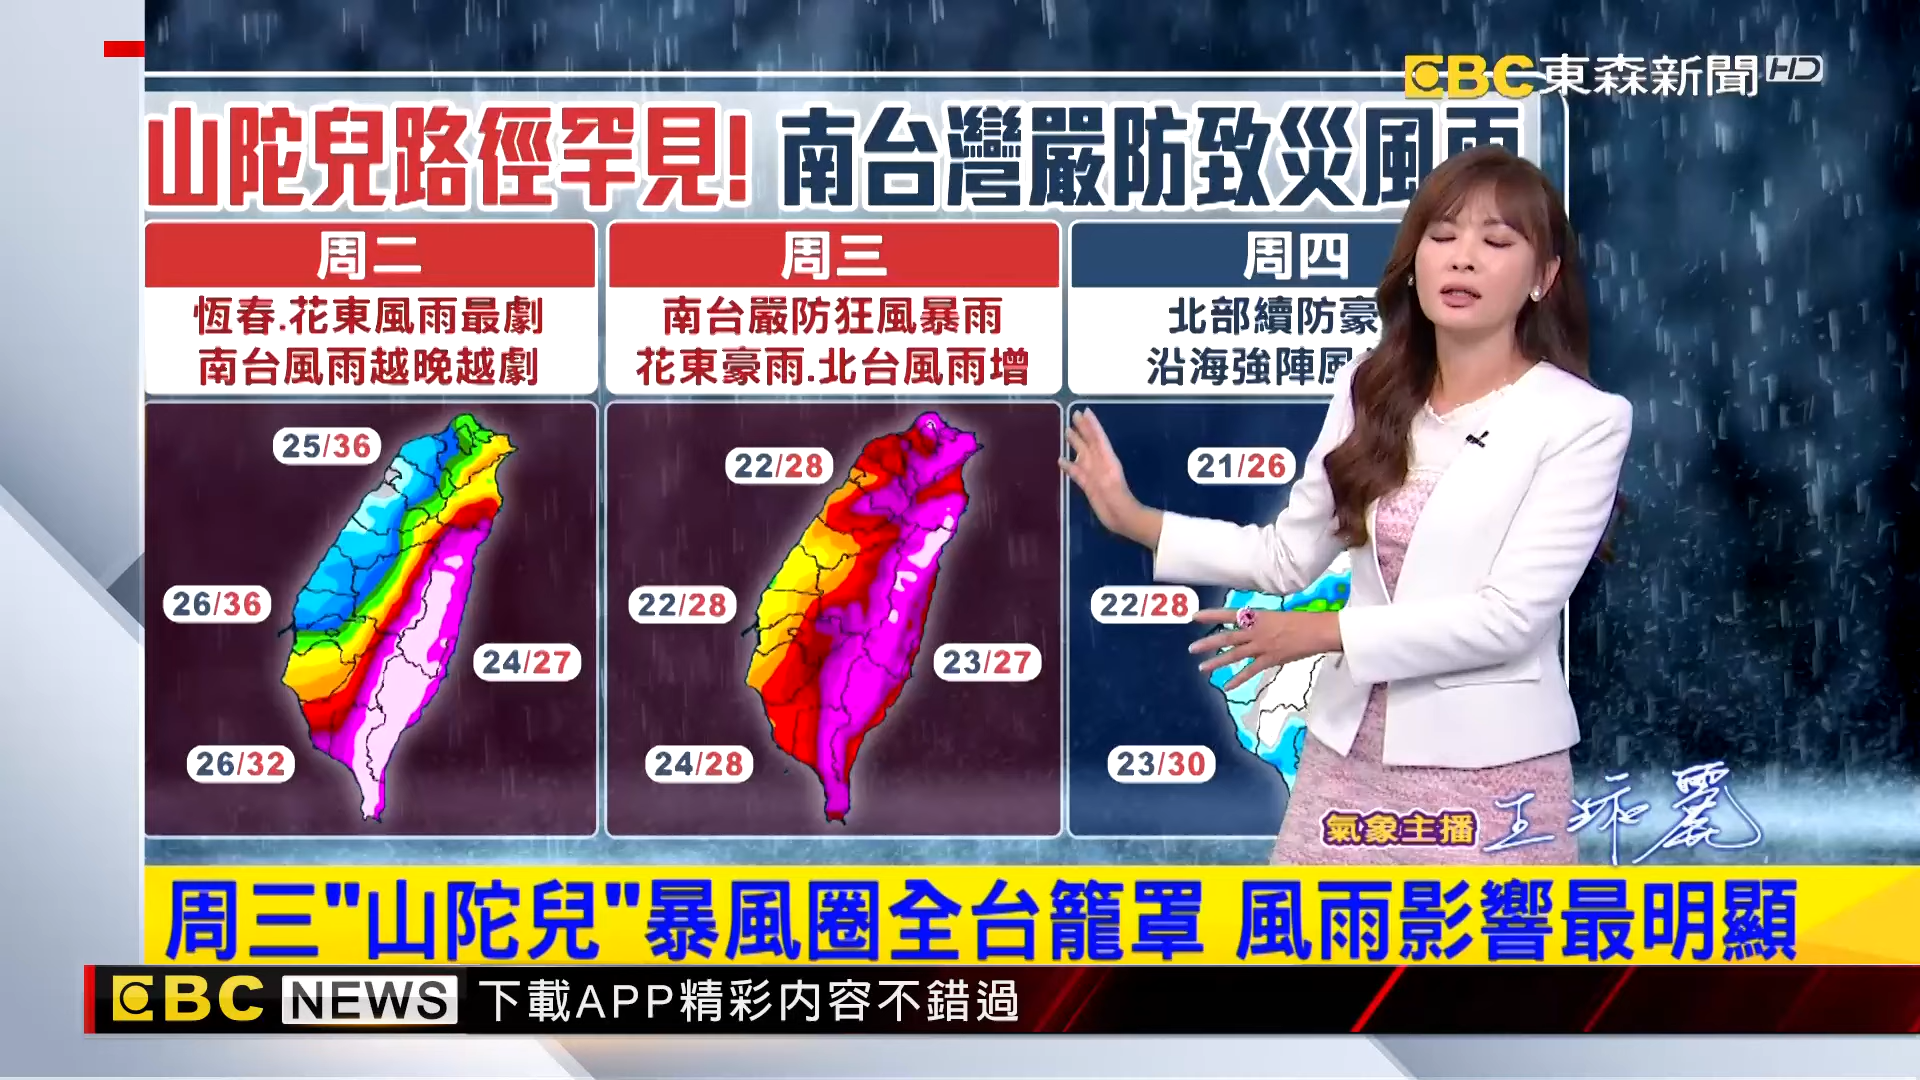 EBC東森新聞HD
山陀兒路徑罕見! 南台灣嚴防致災風雨
周二
恆春.花東風雨最劇
南台風雨越晚越劇
25/36
26/36
24/27
26/32
周三
南台嚴防狂風暴雨
花東豪雨.北台風雨增
22/28
22/28
23/27
24/28
周四
北部續防豪
沿海強陣風
21/26
22/28
23/30
氣象主播
周三"山陀兒"暴風圈全台籠罩 風雨影響最明顯
EBC NEWS 下載APP精彩內容不錯過